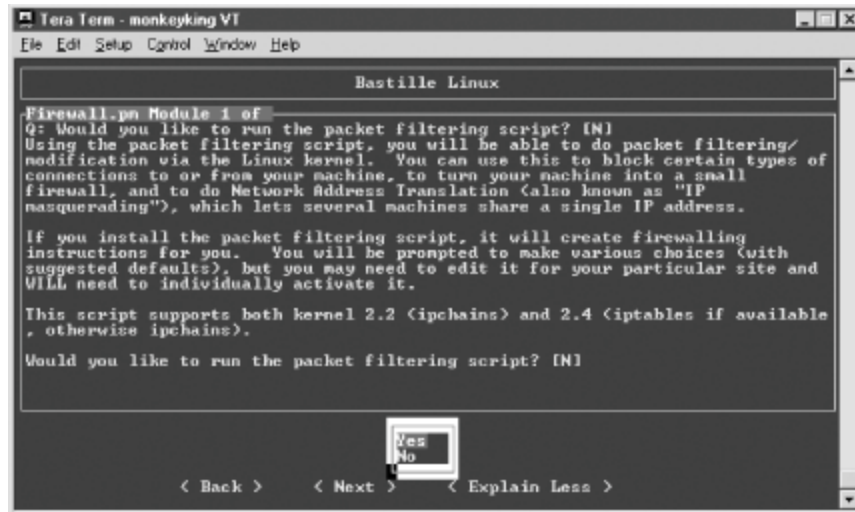 Tera Term - monkeyking VT
File Edit Setup Control Window Help
Bastille Linux
Firewall.pm Module 1 of
Q: Would you like to run the packet filtering script? [N]
Using the packet filtering script, you will be able to do packet filtering/
modification via the Linux kernel. You can use this to block certain types of
connections to or from your machine, to turn your machine into a small
firewall, and to do Network Address Translation (also known as "IP
masquerading"), which lets several machines share a single IP address.
If you install the packet filtering script, it will create firewalling
instructions for you. You will be prompted to make various choices (with
suggested defaults), but you may need to edit it for your particular site and
WILL need to individually activate it.
This script supports both kernel 2.2 (ipchains) and 2.4 (iptables if available
, otherwise ipchains).
Would you like to run the packet filtering script? [N]
Yes
No
< Back > < Next > < Explain Less >